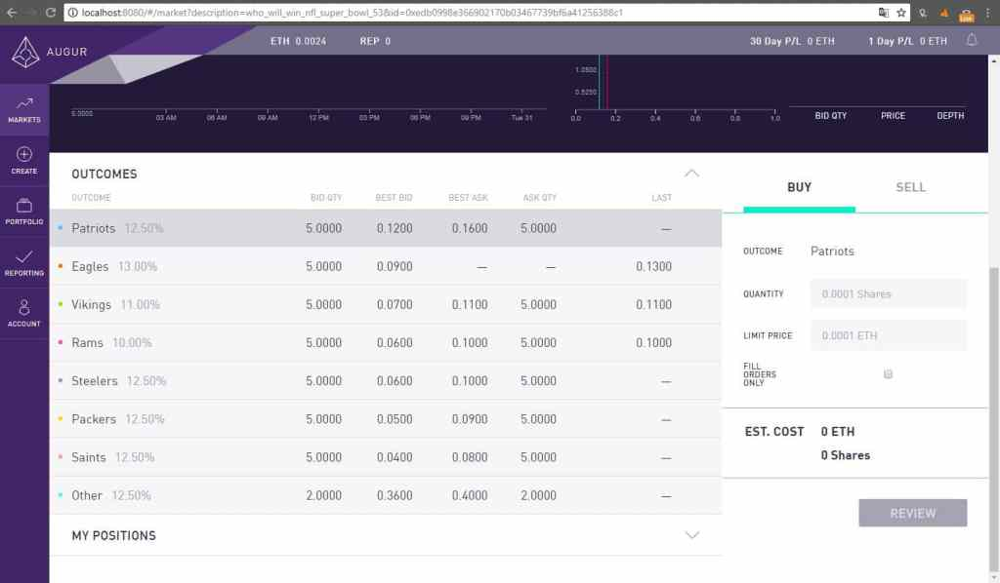 localhost:8080/#/market?description=who_will_win_nfl_super_bowl_53&id=0xedb0998e366902170b03467739bf6a41256388c1
AUGUR
ETH 0.0024 REP 0 30 Day P/L 0 ETH 1 Day P/L 0 ETH
MARKETS
CREATE
PORTFOLIO
REPORTING
ACCOUNT
0.0000 03 AM 06 AM 09 AM 12 PM 03 PM 06 PM 09 PM Tue 31
1.0500
0.5250
0.0 0.2 0.4 0.6 0.8 1.0
BID QTY PRICE DEPTH
OUTCOMES
OUTCOME BID QTY BEST BID BEST ASK ASK QTY LAST
Patriots 12.50% 5.0000 0.1200 0.1600 5.0000 —
Eagles 13.00% 5.0000 0.0900 — — 0.1300
Vikings 11.00% 5.0000 0.0700 0.1100 5.0000 0.1100
Rams 10.00% 5.0000 0.0600 0.1000 5.0000 0.1000
Steelers 12.50% 5.0000 0.0600 0.1000 5.0000 —
Packers 12.50% 5.0000 0.0500 0.0900 5.0000 —
Saints 12.50% 5.0000 0.0400 0.0800 5.0000 —
Other 12.50% 2.0000 0.3600 0.4000 2.0000 —
MY POSITIONS
BUY SELL
OUTCOME Patriots
QUANTITY 0.0001 Shares
LIMIT PRICE 0.0001 ETH
FILL
ORDERS
ONLY
EST. COST 0 ETH
0 Shares
REVIEW